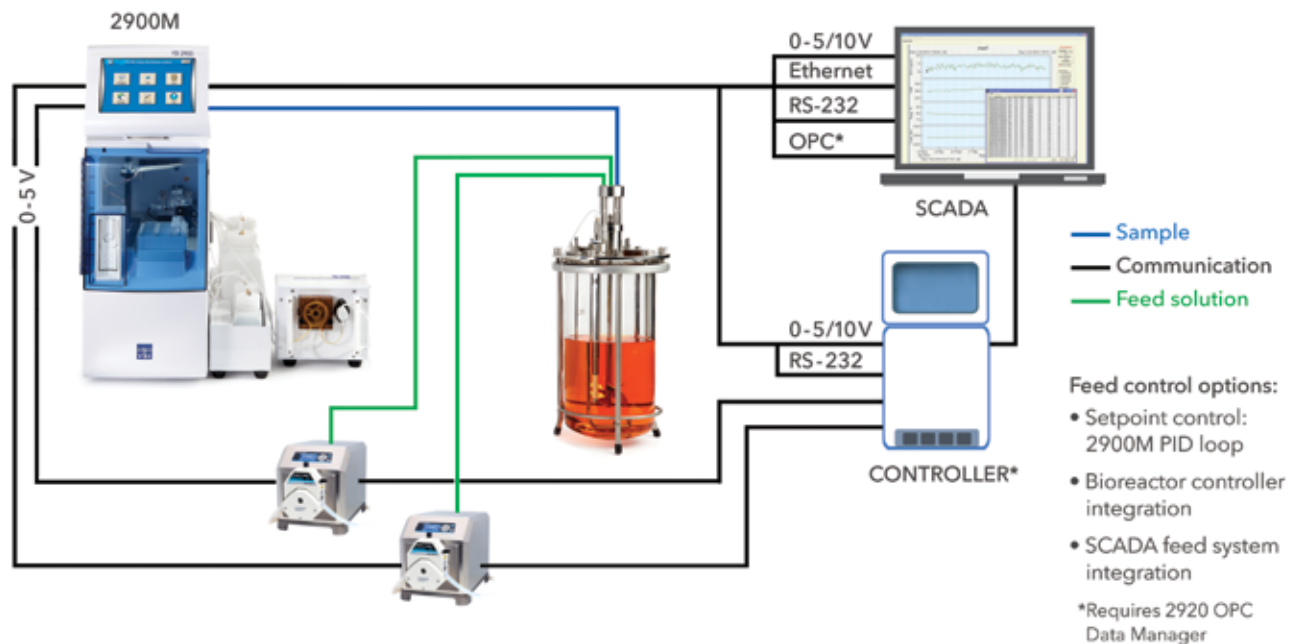 2900M
0-5/10V
Ethernet
RS-232
OPC*
0-5 V
SCADA
Sample
Communication
Feed solution
0-5/10V
RS-232
CONTROLLER*
Feed control options:
• Setpoint control:
2900M PID loop
• Bioreactor controller
integration
• SCADA feed system
integration
*Requires 2920 OPC
Data Manager